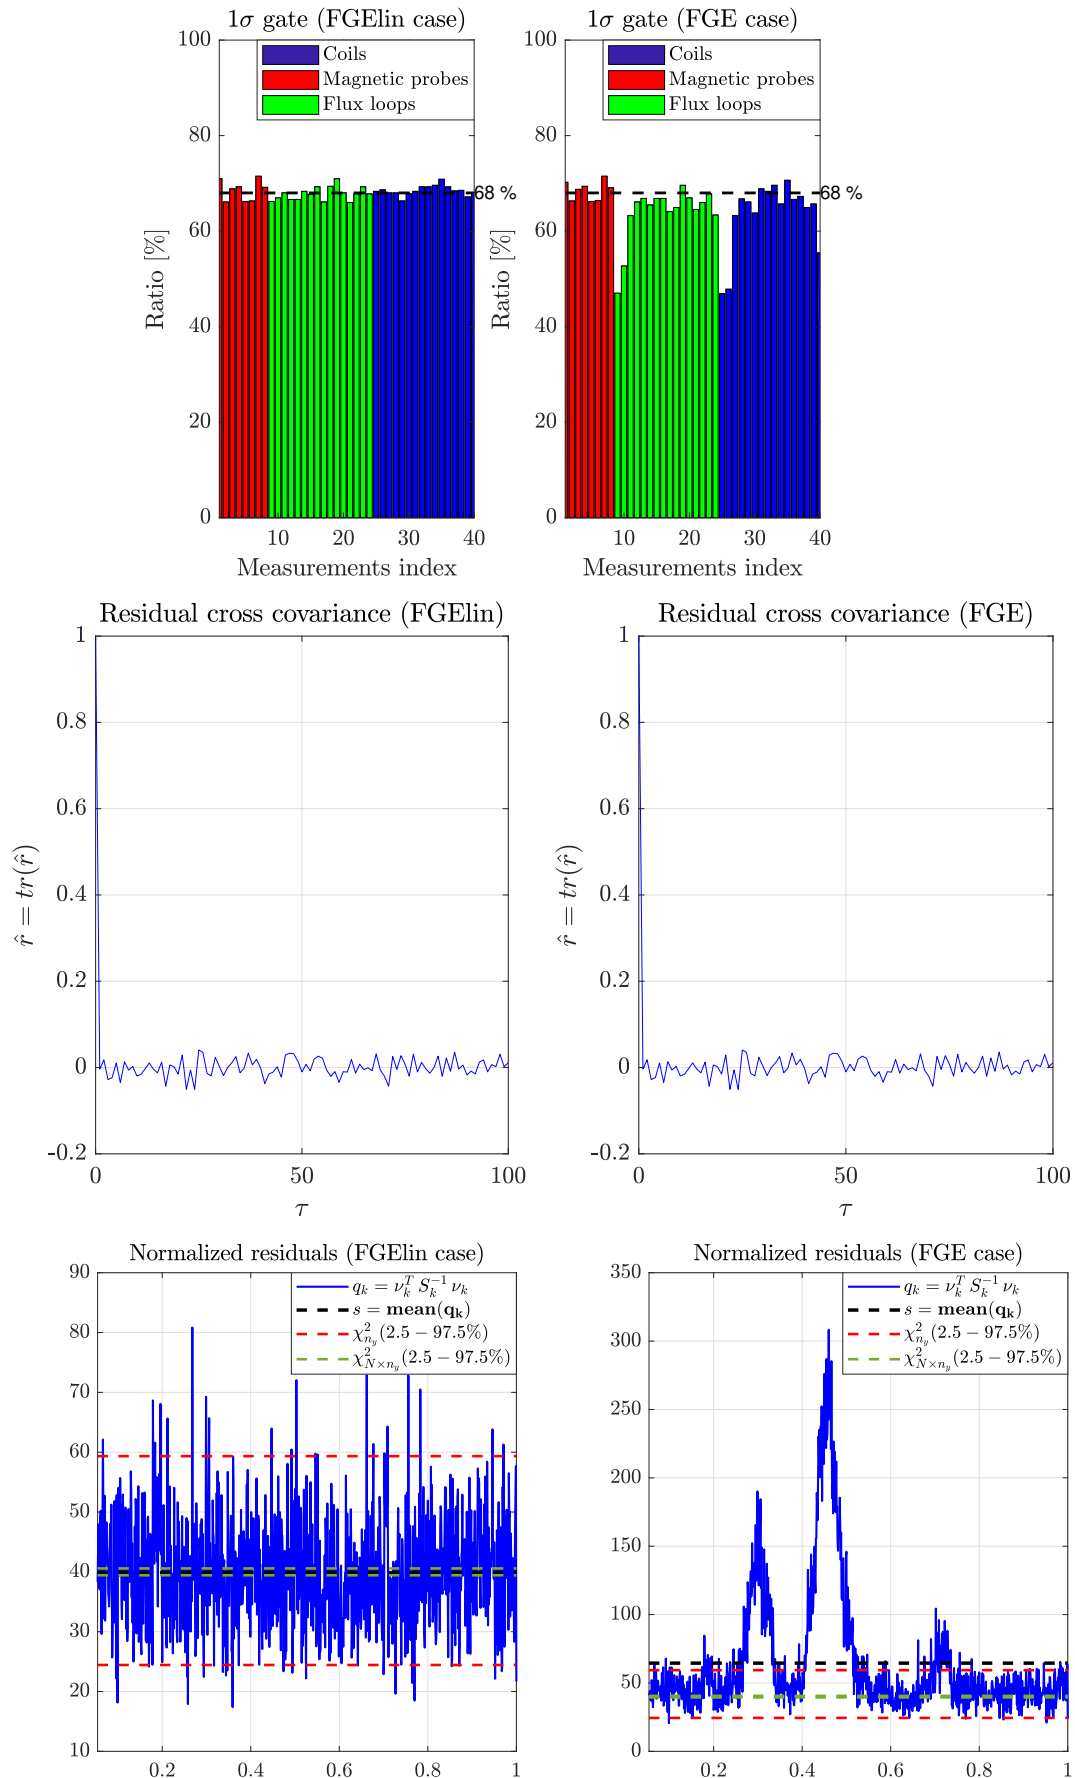 1σ gate (FGElin case)
1σ gate (FGE case)
100
80
60
40
20
0
Ratio [%]
Coils
Magnetic probes
Flux loops
68 %
10
20
30
40
Measurements index
100
80
60
40
20
0
Ratio [%]
Coils
Magnetic probes
Flux loops
68 %
10
20
30
40
Measurements index
Residual cross covariance (FGElin)
1
0.8
0.6
0.4
0.2
0
-0.2
r̂ = tr(r̂)
0
50
100
τ
Residual cross covariance (FGE)
1
0.8
0.6
0.4
0.2
0
-0.2
r̂ = tr(r̂)
0
50
100
τ
Normalized residuals (FGElin case)
90
80
70
60
50
40
30
20
10
q_k = ν_k^T S_k^{-1} ν_k
s = mean(q_k)
χ²_{n_y}(2.5 − 97.5%)
χ²_{N×n_y}(2.5 − 97.5%)
0.2
0.4
0.6
0.8
1
Normalized residuals (FGE case)
350
300
250
200
150
100
50
0
q_k = ν_k^T S_k^{-1} ν_k
s = mean(q_k)
χ²_{n_y}(2.5 − 97.5%)
χ²_{N×n_y}(2.5 − 97.5%)
0.2
0.4
0.6
0.8
1